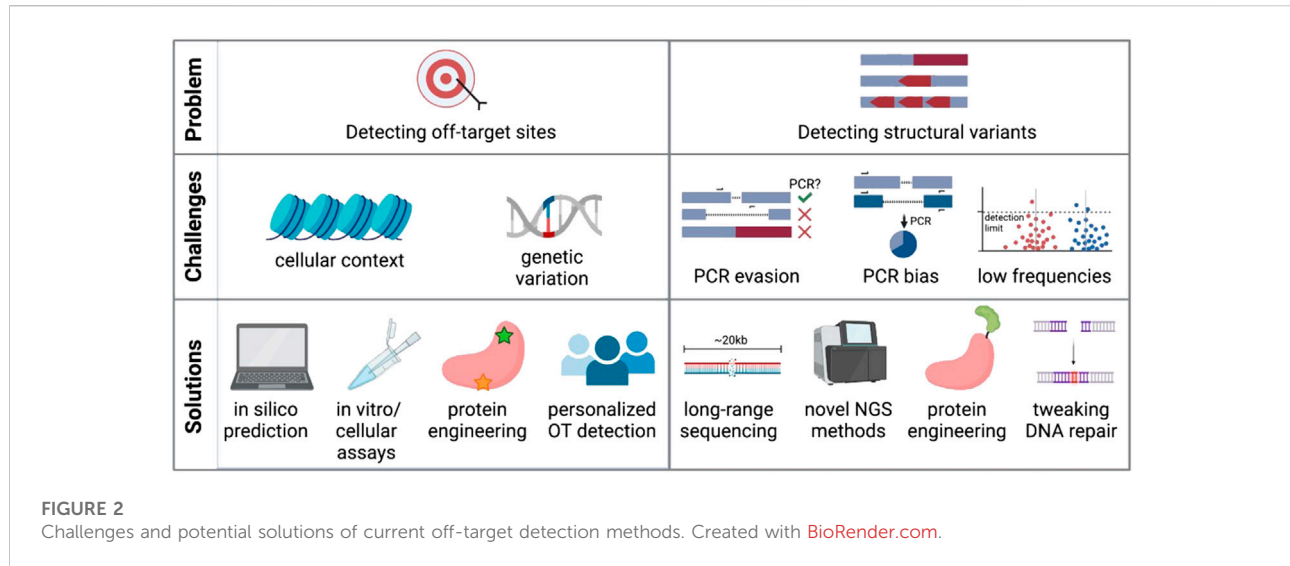 Problem
Detecting off-target sites
Detecting structural variants
Challenges
cellular context
genetic
variation
PCR?
PCR evasion
PCR
PCR bias
detection
limit
low frequencies
Solutions
in silico
prediction
in vitro/
cellular
assays
protein
engineering
personalized
OT detection
~20kb
long-range
sequencing
novel NGS
methods
protein
engineering
tweaking
DNA repair
FIGURE 2
Challenges and potential solutions of current off-target detection methods. Created with BioRender.com.